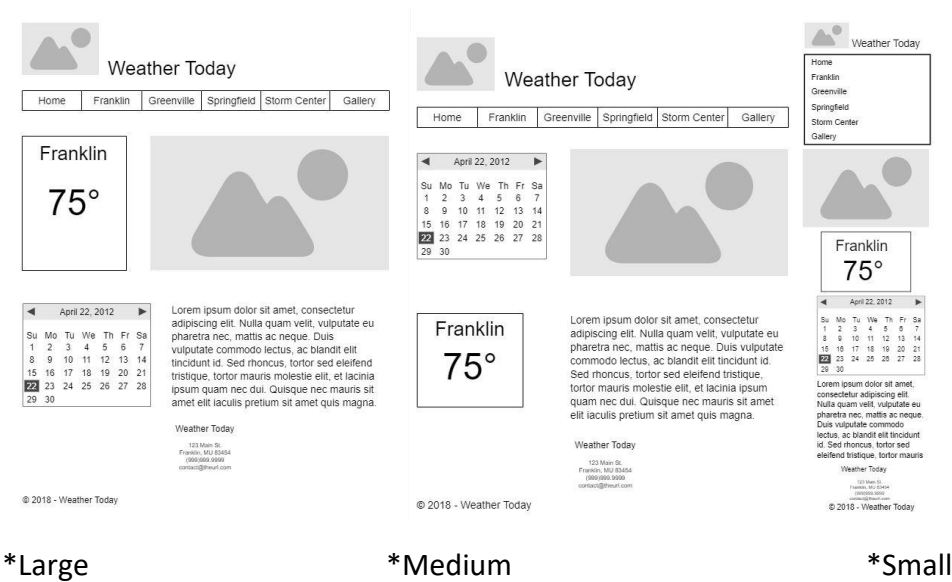 Weather Today
Home Franklin Greenville Springfield Storm Center Gallery
Franklin
75°
April 22, 2012
Su Mo Tu We Th Fr Sa
1 2 3 4 5 6 7
8 9 10 11 12 13 14
15 16 17 18 19 20 21
22 23 24 25 26 27 28
29 30
Lorem ipsum dolor sit amet, consectetur
adipiscing elit. Nulla quam velit, vulputate eu
pharetra nec, mattis ac neque. Duis
vulputate commodo lectus, ac blandit elit
tincidunt id. Sed rhoncus, tortor sed eleifend
tristique, tortor mauris molestie elit, et lacinia
ipsum quam nec dui. Quisque nec mauris sit
amet elit iaculis pretium sit amet quis magna.
Weather Today
123 Main St.
Franklin, MU 83454
(999)999.9999
contact@theurl.com
© 2018 - Weather Today
*Large
Weather Today
Home Franklin Greenville Springfield Storm Center Gallery
April 22, 2012
Su Mo Tu We Th Fr Sa
1 2 3 4 5 6 7
8 9 10 11 12 13 14
15 16 17 18 19 20 21
22 23 24 25 26 27 28
29 30
Franklin
75°
Lorem ipsum dolor sit amet, consectetur
adipiscing elit. Nulla quam velit, vulputate eu
pharetra nec, mattis ac neque. Duis vulputate
commodo lectus, ac blandit elit tincidunt id.
Sed rhoncus, tortor sed eleifend tristique,
tortor mauris molestie elit, et lacinia ipsum
quam nec dui. Quisque nec mauris sit amet
elit iaculis pretium sit amet quis magna.
Weather Today
123 Main St.
Franklin, MU 83454
(999)999.9999
contact@theurl.com
© 2018 - Weather Today
*Medium
Weather Today
Home
Franklin
Greenville
Springfield
Storm Center
Gallery
Franklin
75°
April 22, 2012
Su Mo Tu We Th Fr Sa
1 2 3 4 5 6 7
8 9 10 11 12 13 14
15 16 17 18 19 20 21
22 23 24 25 26 27 28
29 30
Lorem ipsum dolor sit amet,
consectetur adipiscing elit.
Nulla quam velit, vulputate eu
pharetra nec, mattis ac neque.
Duis vulputate commodo
lectus, ac blandit elit tincidunt
id. Sed rhoncus, tortor sed
eleifend tristique, tortor mauris
Weather Today
123 Main St.
Franklin, MU 83454
(999)999.9999
contact@theurl.com
© 2018 - Weather Today
*Small